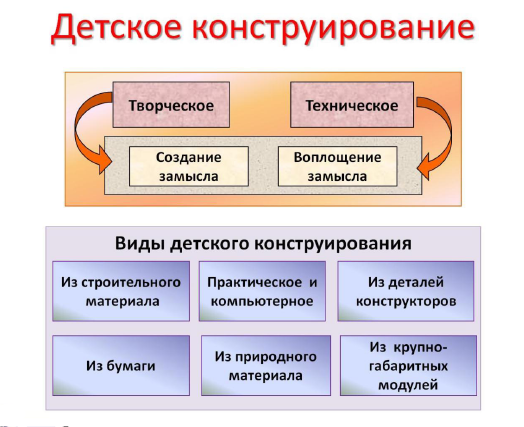 Детское конструирование
Творческое
Техническое
Создание
замысла
Воплощение
замысла
Виды детского конструирования
Из строительного
материала
Практическое и
компьютерное
Из деталей
конструкторов
Из бумаги
Из природного
материала
Из крупно-
габаритных
модулей